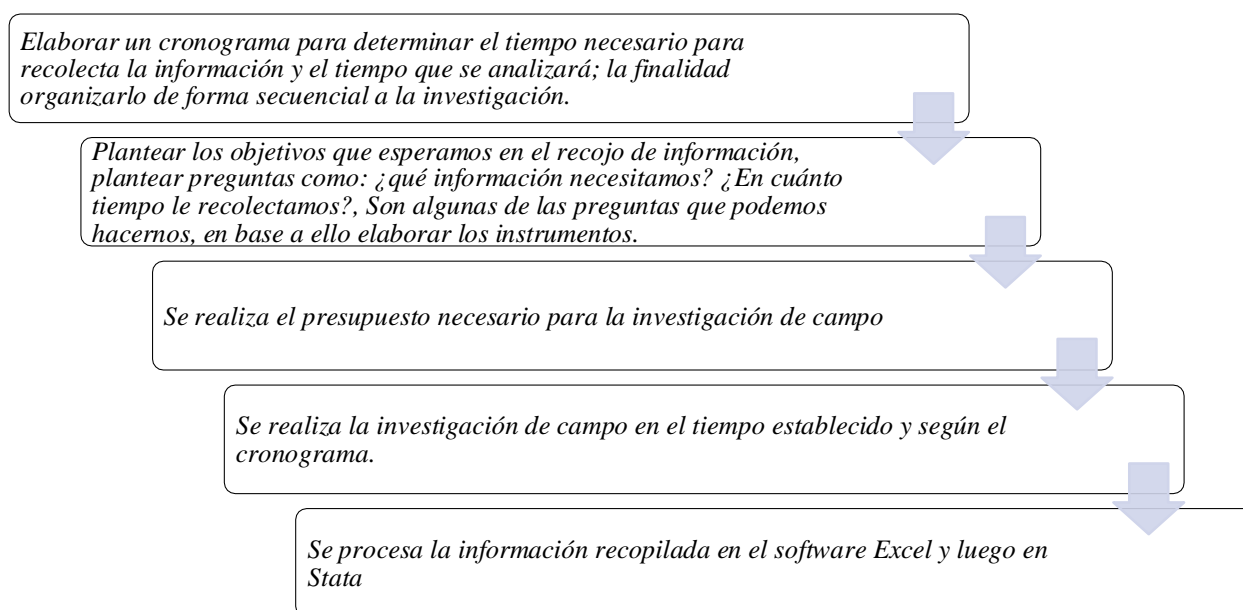 Elaborar un cronograma para determinar el tiempo necesario para
recolecta la información y el tiempo que se analizará; la finalidad
organizarlo de forma secuencial a la investigación.
Plantear los objetivos que esperamos en el recojo de información,
plantear preguntas como: ¿qué información necesitamos? ¿En cuánto
tiempo le recolectamos?, Son algunas de las preguntas que podemos
hacernos, en base a ello elaborar los instrumentos.
Se realiza el presupuesto necesario para la investigación de campo
Se realiza la investigación de campo en el tiempo establecido y según el
cronograma.
Se procesa la información recopilada en el software Excel y luego en
Stata